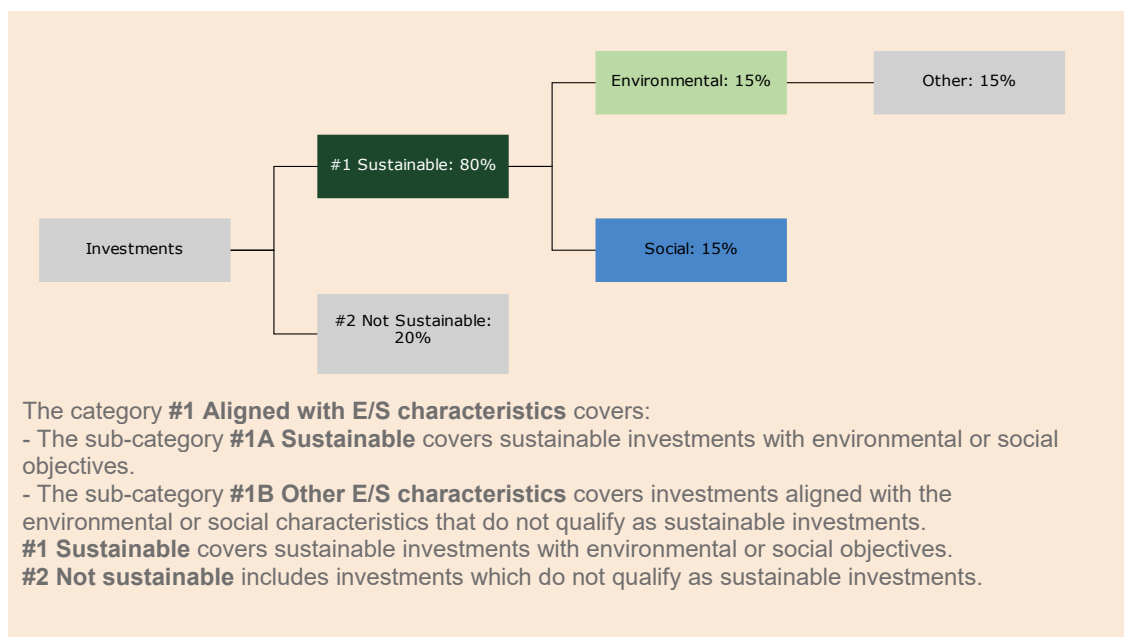 Environmental: 15%
Other: 15%
#1 Sustainable: 80%
Investments
Social: 15%
#2 Not Sustainable:
20%
The category #1 Aligned with E/S characteristics covers:
- The sub-category #1A Sustainable covers sustainable investments with environmental or social
objectives.
- The sub-category #1B Other E/S characteristics covers investments aligned with the
environmental or social characteristics that do not qualify as sustainable investments.
#1 Sustainable covers sustainable investments with environmental or social objectives.
#2 Not sustainable includes investments which do not qualify as sustainable investments.